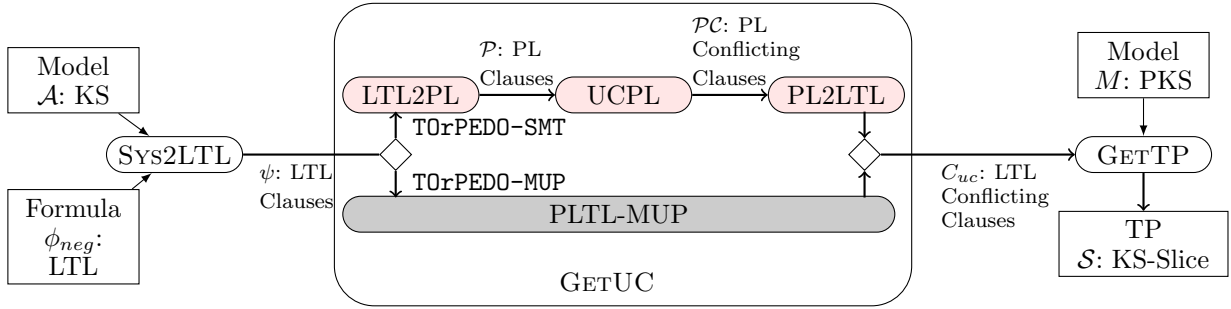 Model
𝒜: KS
Formula
ϕ_neg:
LTL
SYS2LTL
ψ: LTL
Clauses
LTL2PL
𝒫: PL
Clauses
UCPL
𝒫𝒞: PL
Conflicting
Clauses
PL2LTL
TOrPEDO-SMT
TOrPEDO-MUP
PLTL-MUP
GETUC
C_uc: LTL
Conflicting
Clauses
Model
M: PKS
GETTP
TP
𝒮: KS-Slice